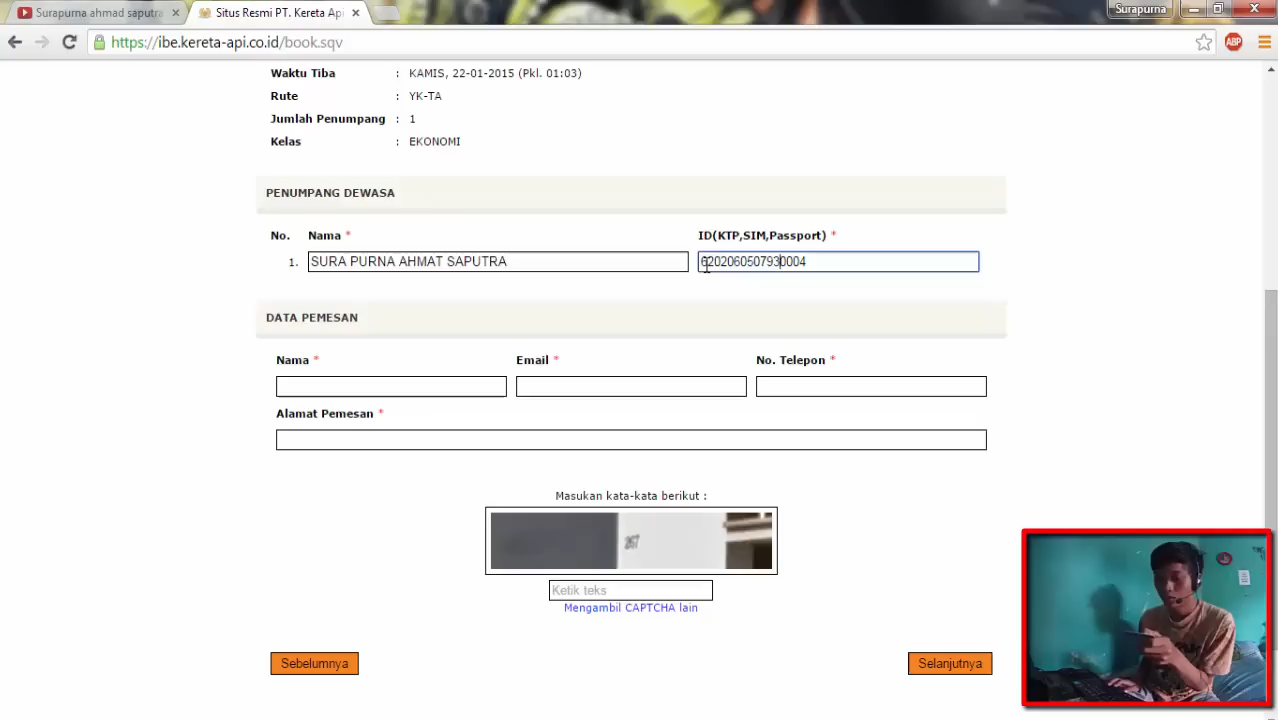 Surapurna ahmad saputra
Situs Resmi PT. Kereta Api
Surapurna
https://ibe.kereta-api.co.id/book.sqv
ABP
Waktu Tiba : KAMIS, 22-01-2015 (Pkl. 01:03)
Rute : YK-TA
Jumlah Penumpang : 1
Kelas : EKONOMI
PENUMPANG DEWASA
No. Nama * ID(KTP,SIM,Passport) *
1. SURA PURNA AHMAT SAPUTRA 6202060507930004
DATA PEMESAN
Nama * Email * No. Telepon *
Alamat Pemesan *
Masukan kata-kata berikut :
267
Ketik teks
Mengambil CAPTCHA lain
Sebelumnya Selanjutnya